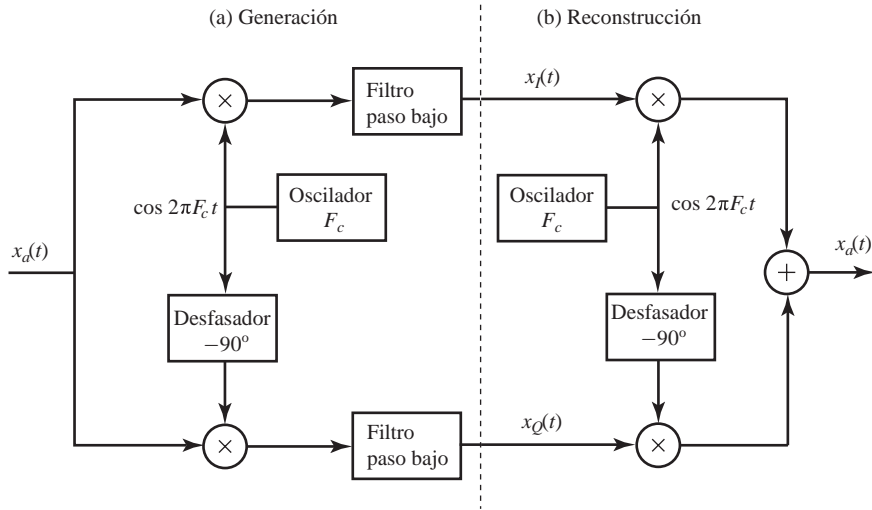 (a) Generación
(b) Reconstrucción
×
Filtro
paso bajo
x_I(t)
×
cos 2πF_c t
Oscilador
F_c
Oscilador
F_c
cos 2πF_c t
x_a(t)
x_a(t)
+
Desfasador
−90°
Desfasador
−90°
×
Filtro
paso bajo
x_Q(t)
×